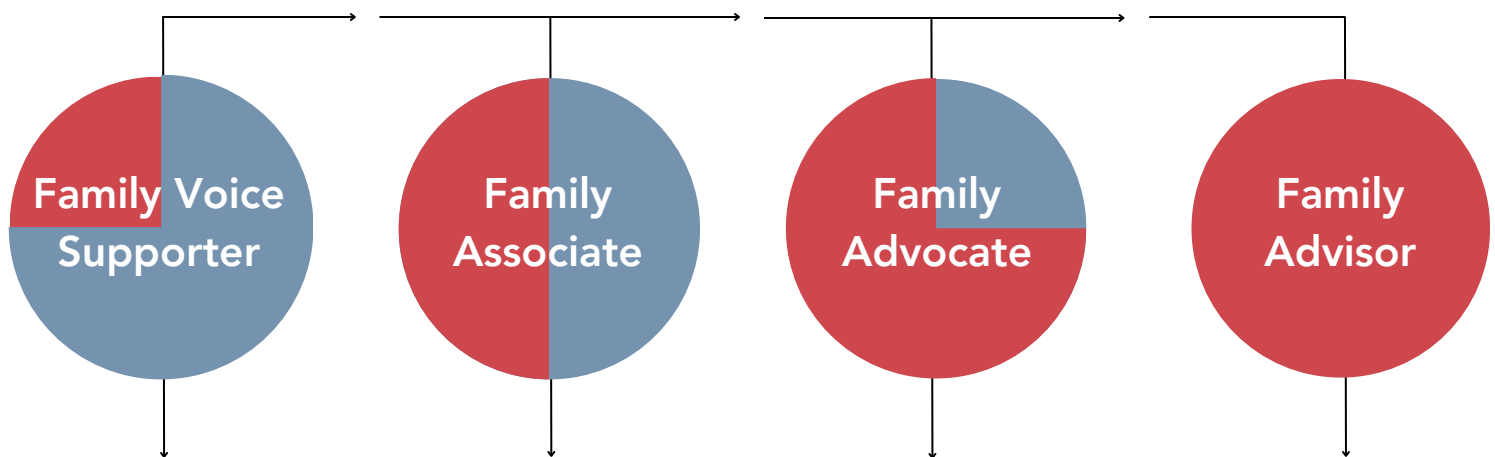 Family Voice
Supporter
Family
Associate
Family
Advocate
Family
Advisor